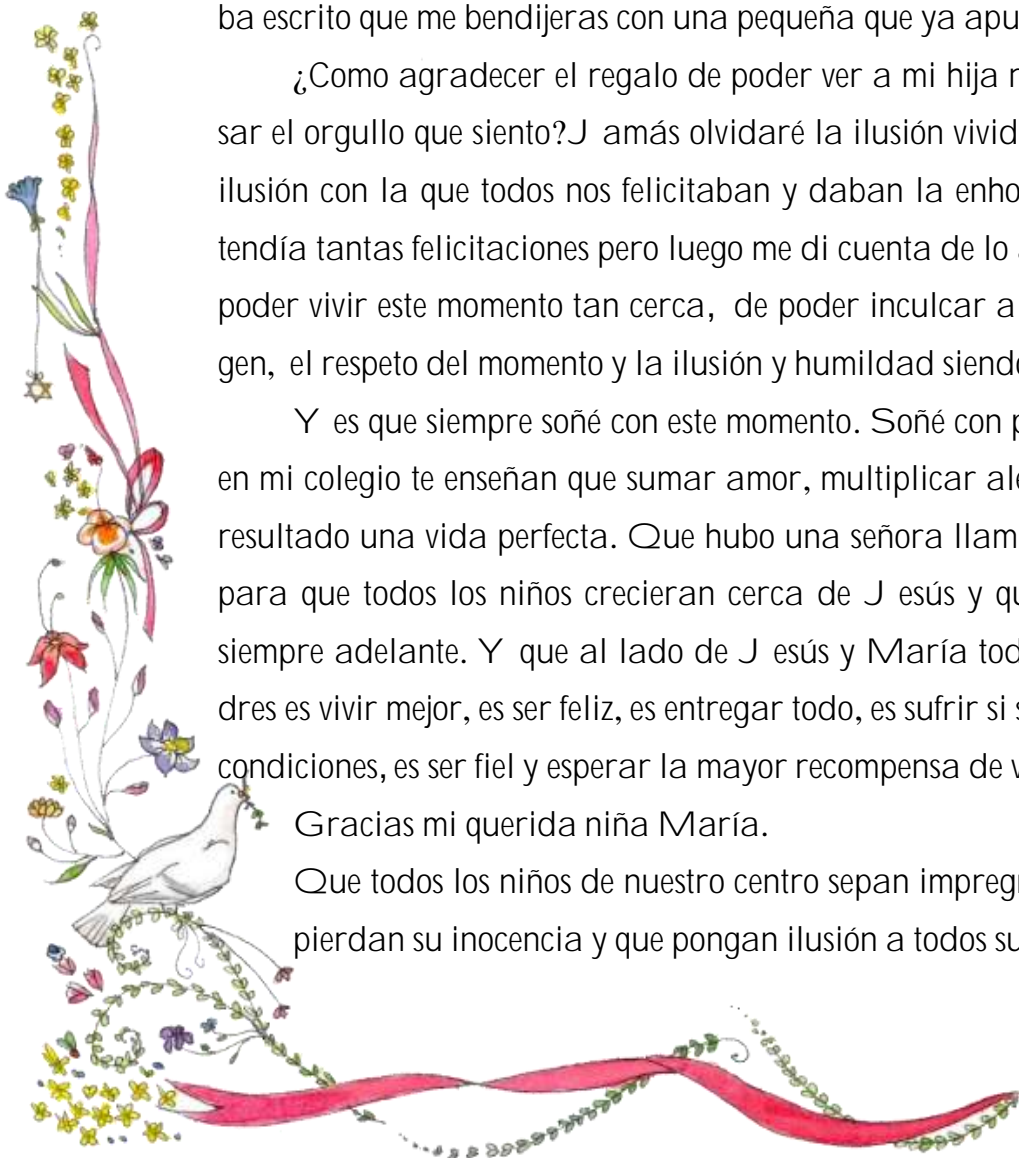 ba escrito que me bendijeras con una pequeña que ya apu
¿Como agradecer el regalo de poder ver a mi hija r
sar el orgullo que siento?J amás olvidaré la ilusión vivid
ilusión con la que todos nos felicitaban y daban la enho
tendía tantas felicitaciones pero luego me di cuenta de lo
poder vivir este momento tan cerca, de poder inculcar a
gen, el respeto del momento y la ilusión y humildad siend
Y es que siempre soñé con este momento. Soñé con p
en mi colegio te enseñan que sumar amor, multiplicar ale
resultado una vida perfecta. Que hubo una señora llam
para que todos los niños crecieran cerca de J esús y qu
siempre adelante. Y que al lado de J esús y María tod
dres es vivir mejor, es ser feliz, es entregar todo, es sufrir si s
condiciones, es ser fiel y esperar la mayor recompensa de v
Gracias mi querida niña María.
Que todos los niños de nuestro centro sepan impreg
pierdan su inocencia y que pongan ilusión a todos su